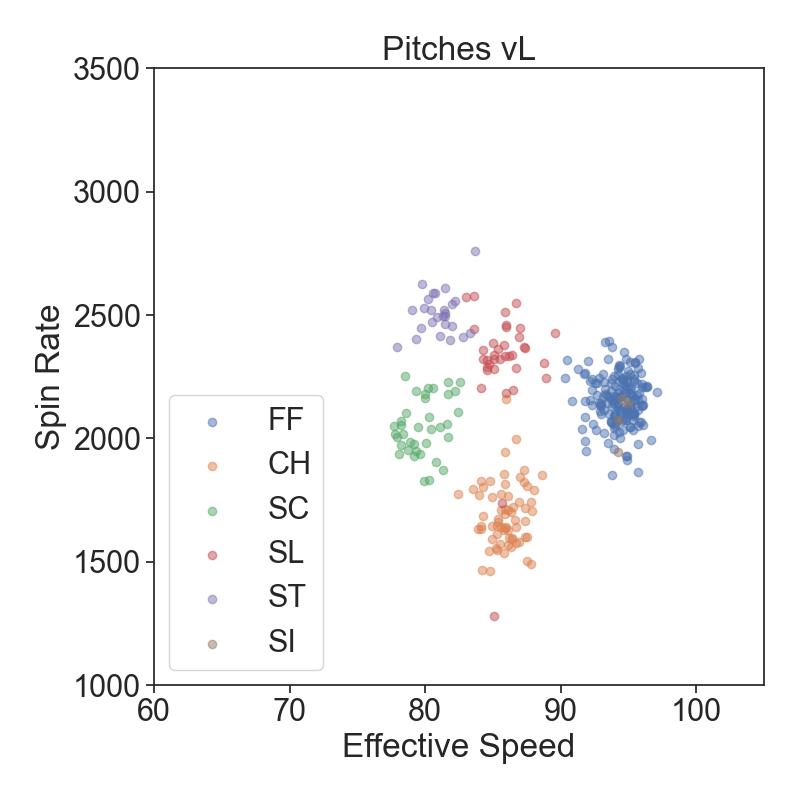 Pitches vL
3500
3000
2500
2000
1500
1000
Spin Rate
FF
CH
SC
SL
ST
SI
60 70 80 90 100
Effective Speed